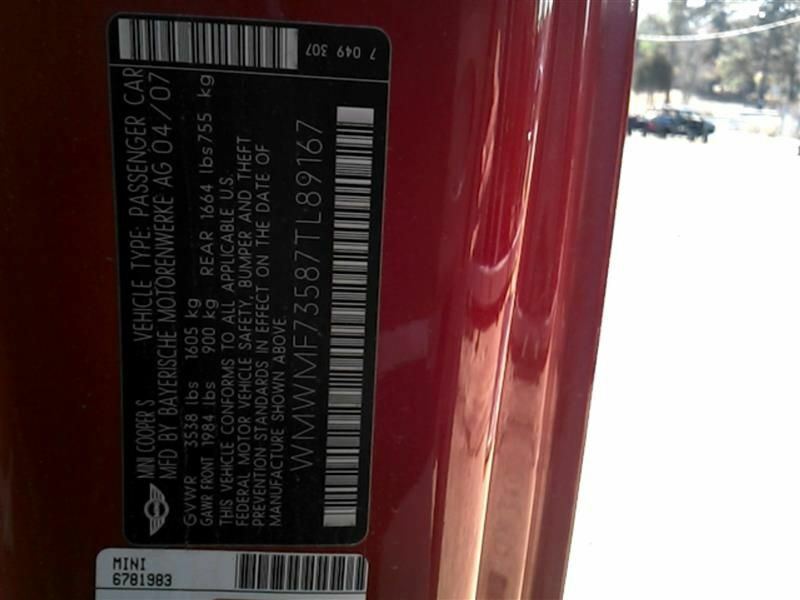 7 049 307
MINI COOPER S VEHICLE TYPE: PASSENGER CAR
MFD BY BAYERISCHE MOTORENWERKE AG 04/07
GVWR 3538 lbs 1605 kg
GAWR FRONT 1984 lbs 900 kg REAR 1664 lbs/755 kg
THIS VEHICLE CONFORMS TO ALL APPLICABLE U.S.
FEDERAL MOTOR VEHICLE SAFETY, BUMPER AND THEFT
PREVENTION STANDARDS IN EFFECT ON THE DATE OF
MANUFACTURE SHOWN ABOVE.
WMWMF73587TL89167
MINI
6781983